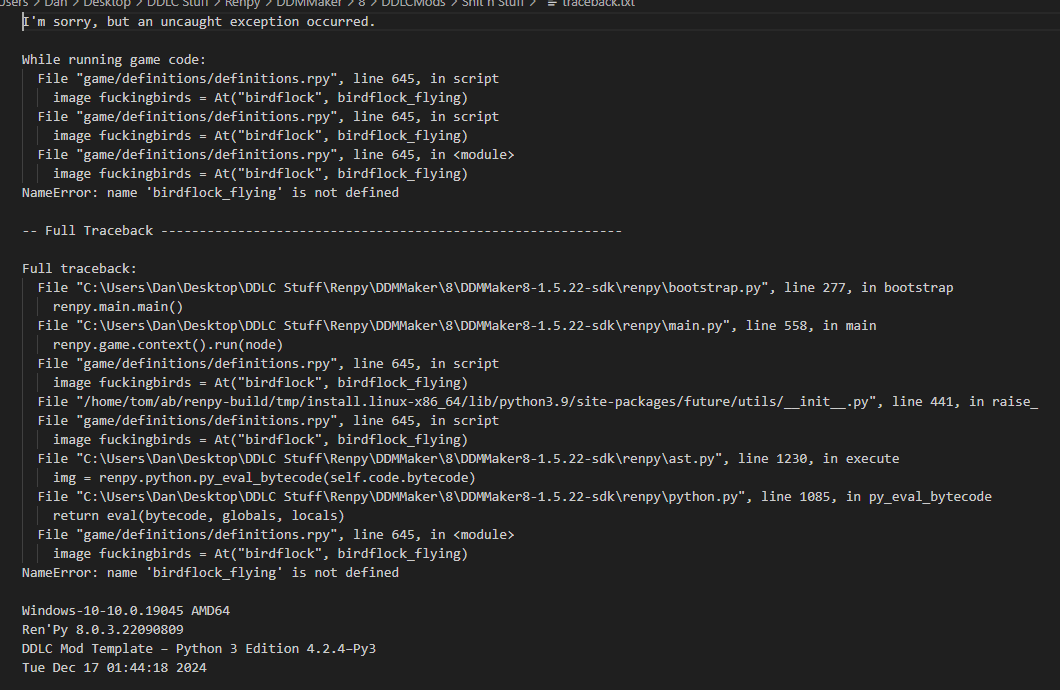 Users > Dan > Desktop > DDLC Stuff > Renpy > DDMMaker > 8 > DDLCMods > Shit n Stuff > traceback.txt
I'm sorry, but an uncaught exception occurred.
While running game code:
File "game/definitions/definitions.rpy", line 645, in script
image fuckingbirds = At("birdflock", birdflock_flying)
File "game/definitions/definitions.rpy", line 645, in script
image fuckingbirds = At("birdflock", birdflock_flying)
File "game/definitions/definitions.rpy", line 645, in <module>
image fuckingbirds = At("birdflock", birdflock_flying)
NameError: name 'birdflock_flying' is not defined
-- Full Traceback ------------------------------------------------------------
Full traceback:
File "C:\Users\Dan\Desktop\DDLC Stuff\Renpy\DDMMaker\8\DDMMaker8-1.5.22-sdk\renpy\bootstrap.py", line 277, in bootstrap
renpy.main.main()
File "C:\Users\Dan\Desktop\DDLC Stuff\Renpy\DDMMaker\8\DDMMaker8-1.5.22-sdk\renpy\main.py", line 558, in main
renpy.game.context().run(node)
File "game/definitions/definitions.rpy", line 645, in script
image fuckingbirds = At("birdflock", birdflock_flying)
File "/home/tom/ab/renpy-build/tmp/install.linux-x86_64/lib/python3.9/site-packages/future/utils/__init__.py", line 441, in raise_
File "game/definitions/definitions.rpy", line 645, in script
image fuckingbirds = At("birdflock", birdflock_flying)
File "C:\Users\Dan\Desktop\DDLC Stuff\Renpy\DDMMaker\8\DDMMaker8-1.5.22-sdk\renpy\ast.py", line 1230, in execute
img = renpy.python.py_eval_bytecode(self.code.bytecode)
File "C:\Users\Dan\Desktop\DDLC Stuff\Renpy\DDMMaker\8\DDMMaker8-1.5.22-sdk\renpy\python.py", line 1085, in py_eval_bytecode
return eval(bytecode, globals, locals)
File "game/definitions/definitions.rpy", line 645, in <module>
image fuckingbirds = At("birdflock", birdflock_flying)
NameError: name 'birdflock_flying' is not defined
Windows-10-10.0.19045 AMD64
Ren'Py 8.0.3.22090809
DDLC Mod Template – Python 3 Edition 4.2.4-Py3
Tue Dec 17 01:44:18 2024